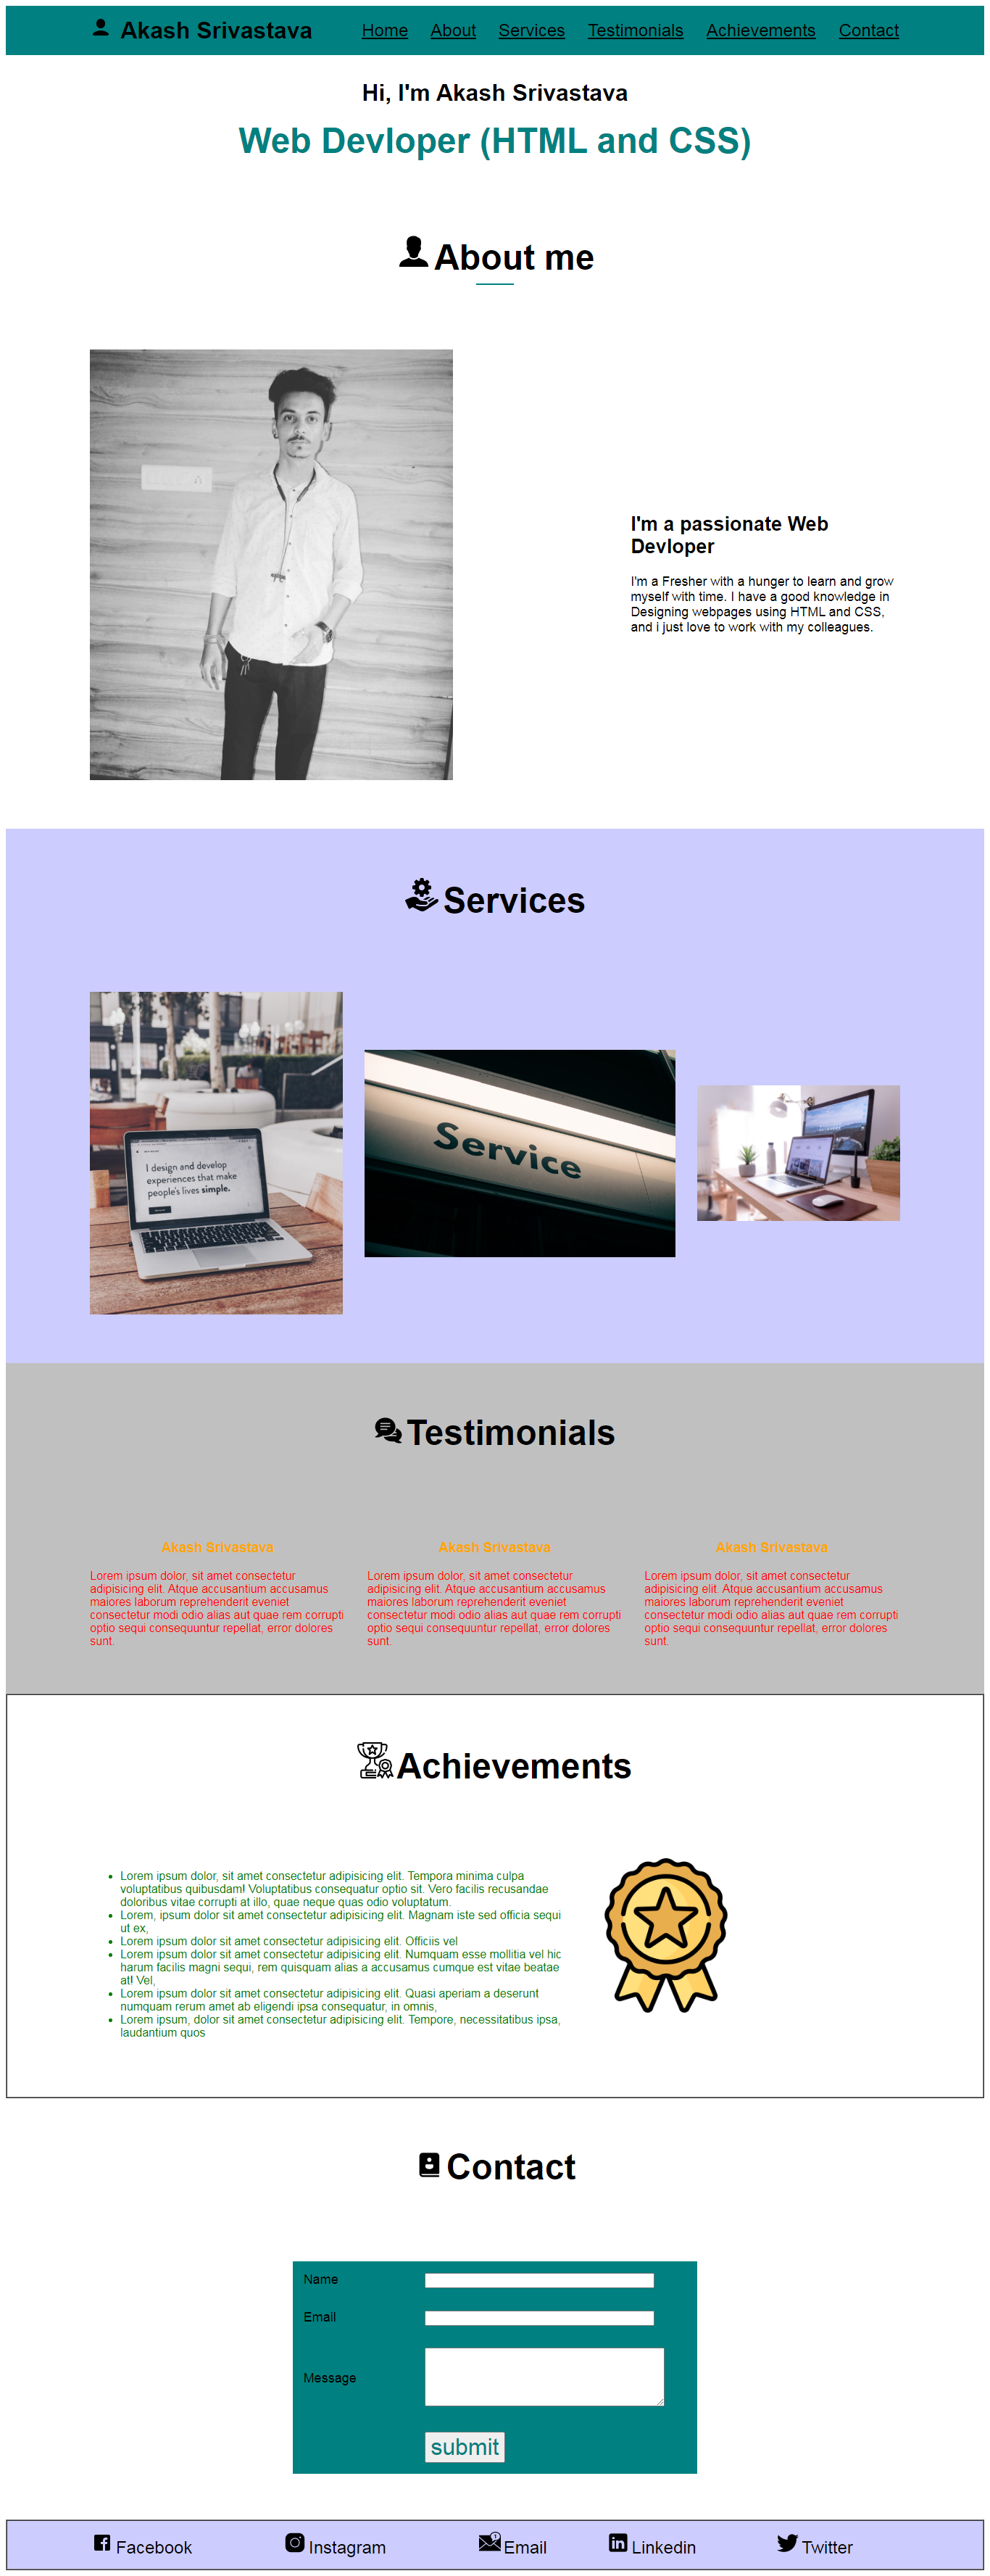 Akash Srivastava Home About Services Testimonials Achievements Contact
Hi, I'm Akash Srivastava
Web Devloper (HTML and CSS)
About me
I'm a passionate Web
Devloper
I'm a Fresher with a hunger to learn and grow
myself with time. I have a good knowledge in
Designing webpages using HTML and CSS,
and i just love to work with my colleagues.
Services
I design and develop
experiences that make
people's lives simple.
Service
Testimonials
Akash Srivastava
Lorem ipsum dolor, sit amet consectetur
adipisicing elit. Atque accusantium accusamus
maiores laborum reprehenderit eveniet
consectetur modi odio alias aut quae rem corrupti
optio sequi consequuntur repellat, error dolores
sunt.
Akash Srivastava
Lorem ipsum dolor, sit amet consectetur
adipisicing elit. Atque accusantium accusamus
maiores laborum reprehenderit eveniet
consectetur modi odio alias aut quae rem corrupti
optio sequi consequuntur repellat, error dolores
sunt.
Akash Srivastava
Lorem ipsum dolor, sit amet consectetur
adipisicing elit. Atque accusantium accusamus
maiores laborum reprehenderit eveniet
consectetur modi odio alias aut quae rem corrupti
optio sequi consequuntur repellat, error dolores
sunt.
Achievements
Lorem ipsum dolor, sit amet consectetur adipisicing elit. Tempora minima culpa
voluptatibus quibusdam! Voluptatibus consequatur optio sit. Vero facilis recusandae
doloribus vitae corrupti at illo, quae neque quas odio voluptatum.
Lorem, ipsum dolor sit amet consectetur adipisicing elit. Magnam iste sed officia sequi
ut ex,
Lorem ipsum dolor sit amet consectetur adipisicing elit. Officiis vel
Lorem ipsum dolor sit amet consectetur adipisicing elit. Numquam esse mollitia vel hic
harum facilis magni sequi, rem quisquam alias a accusamus cumque est vitae beatae
at! Vel,
Lorem ipsum dolor sit amet consectetur adipisicing elit. Quasi aperiam a deserunt
numquam rerum amet ab eligendi ipsa consequatur, in omnis,
Lorem ipsum, dolor sit amet consectetur adipisicing elit. Tempore, necessitatibus ipsa,
laudantium quos
Contact
Name
Email
Message
submit
Facebook Instagram Email Linkedin Twitter